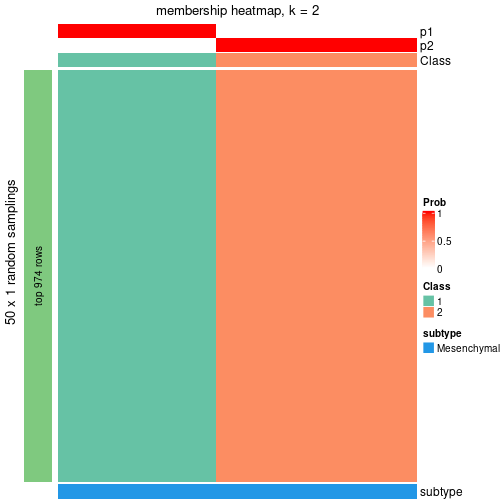 membership heatmap, k = 2
p1
p2
Class
50 x 1 random samplings
top 974 rows
Prob
1
0.5
0
Class
1
2
subtype
Mesenchymal
subtype